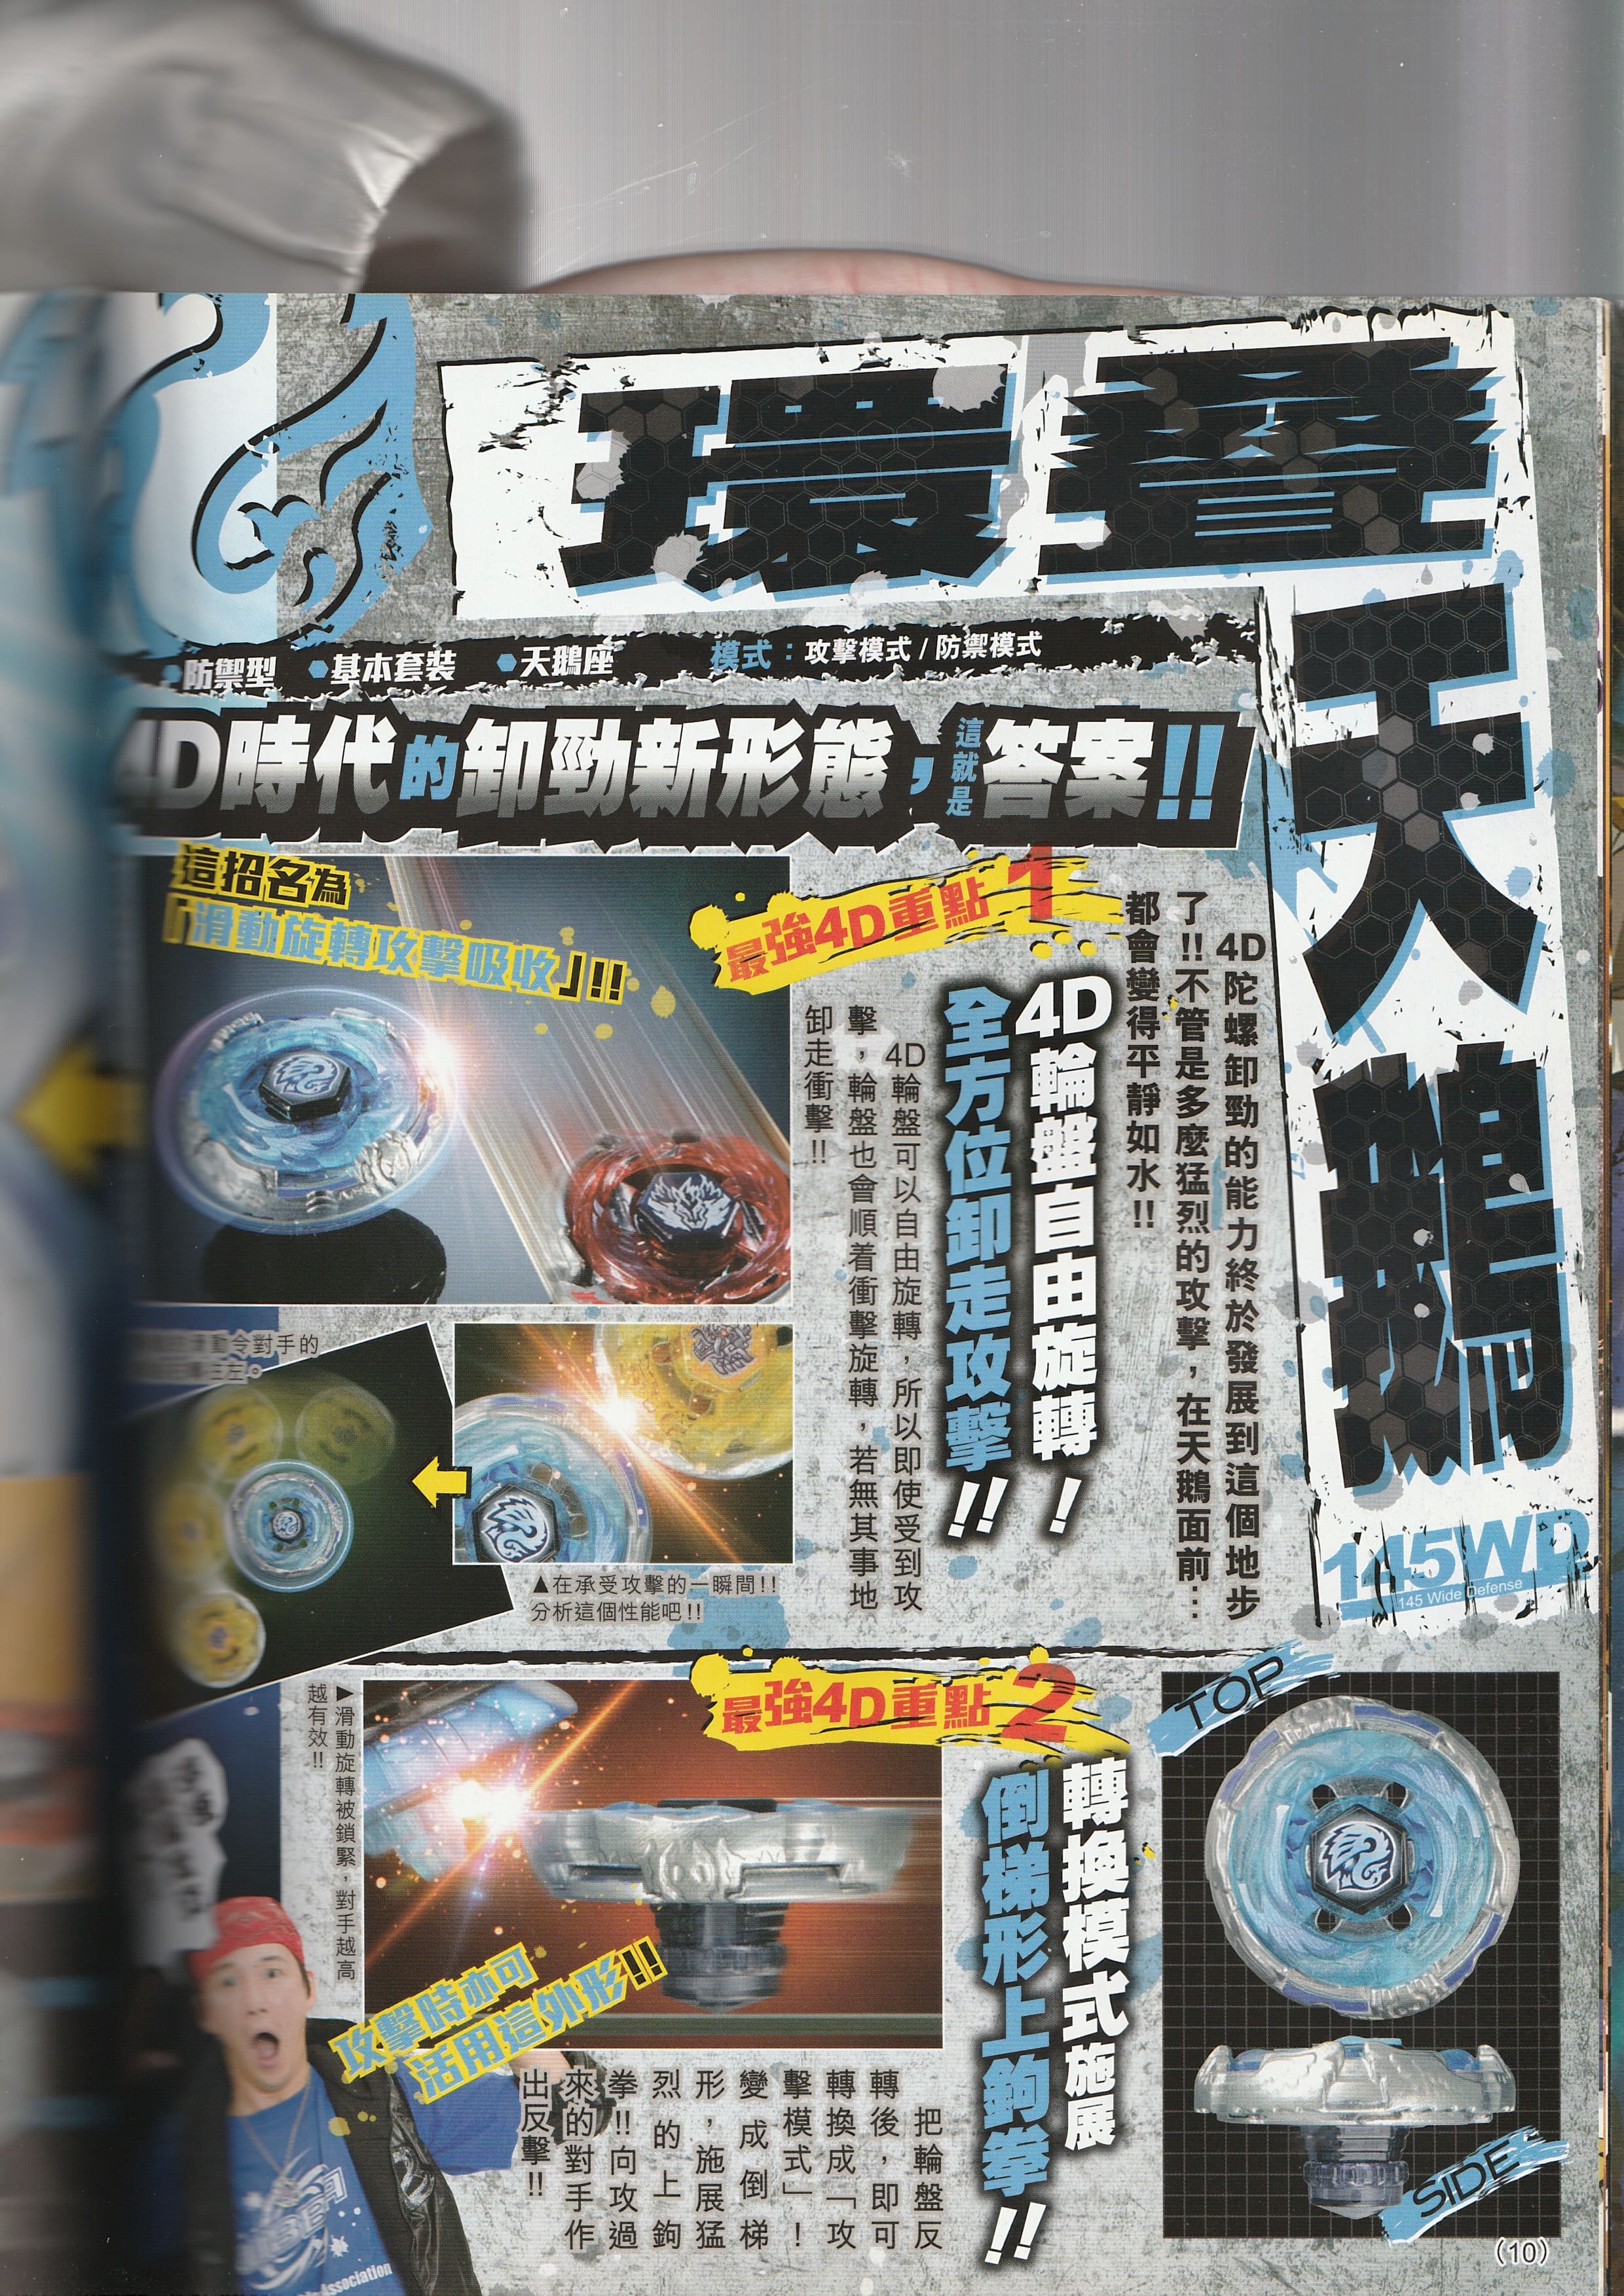 環疊
天鵝
145WD
145 Wide Defense
防禦型 基本套裝 天鵝座 模式：攻擊模式/防禦模式
4D時代的卸勁新形態，這就是答案!!
4D陀螺卸勁的能力終於發展到這個地步
了!!不管是多麼猛烈的攻擊，在天鵝面前…
都會變得平靜如水!!
最強4D重點1
4D輪盤自由旋轉！
全方位卸走攻擊!!
4D輪盤可以自由旋轉，所以即使受到攻
擊，輪盤也會順着衝擊旋轉，若無其事地
卸走衝擊!!
這招名為
「滑動旋轉攻擊吸收」!!
▲在承受攻擊的一瞬間!!
分析這個性能吧!!
動令對手的
TOP
SIDE
最強4D重點2
轉換模式施展
倒梯形上鉤拳!!
把輪盤反
轉後，即可
轉換成「攻
擊模式」！
變成倒梯
形，施展猛
烈的上鉤
拳!!向攻過
來的對手作
出反擊!!
▶滑動旋轉被鎖緊，對手越高
越有效!!
攻擊時亦可
活用這外形!!
（10）